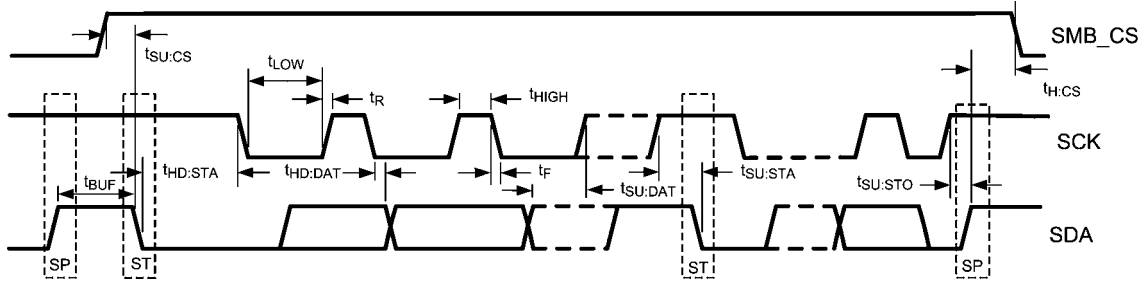 SMB_CS
tSU:CS
tLOW
tR
tHIGH
tH:CS
SCK
tBUF
tHD:STA
tHD:DAT
tF
tSU:DAT
tSU:STA
tSU:STO
SDA
SP
ST
ST
SP